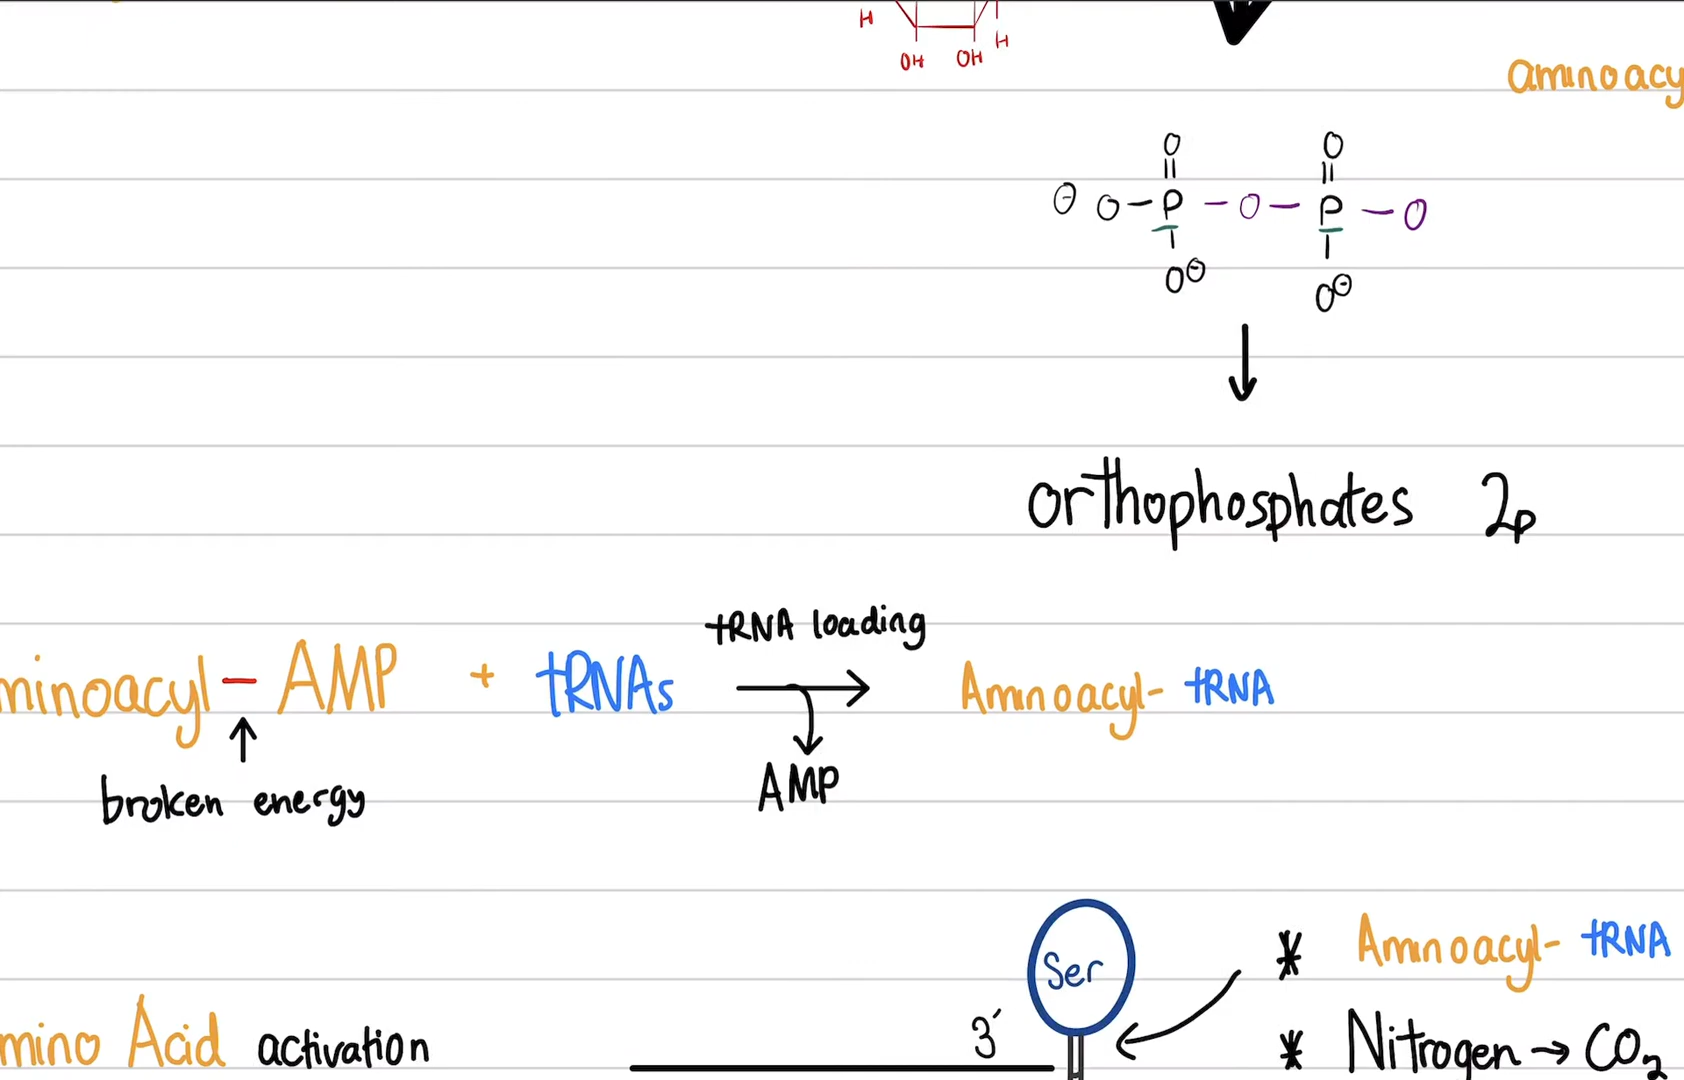 H
OH OH H
aminoacy
O O
⊖ O-P-O-P-O
O⊖ O⊖
orthophosphates 2p
tRNA loading
minoacyl-AMP + tRNAs → Aminoacyl-tRNA
broken energy
AMP
Ser
* Aminoacyl-tRNA
mino Acid activation
3´
* Nitrogen → CO2